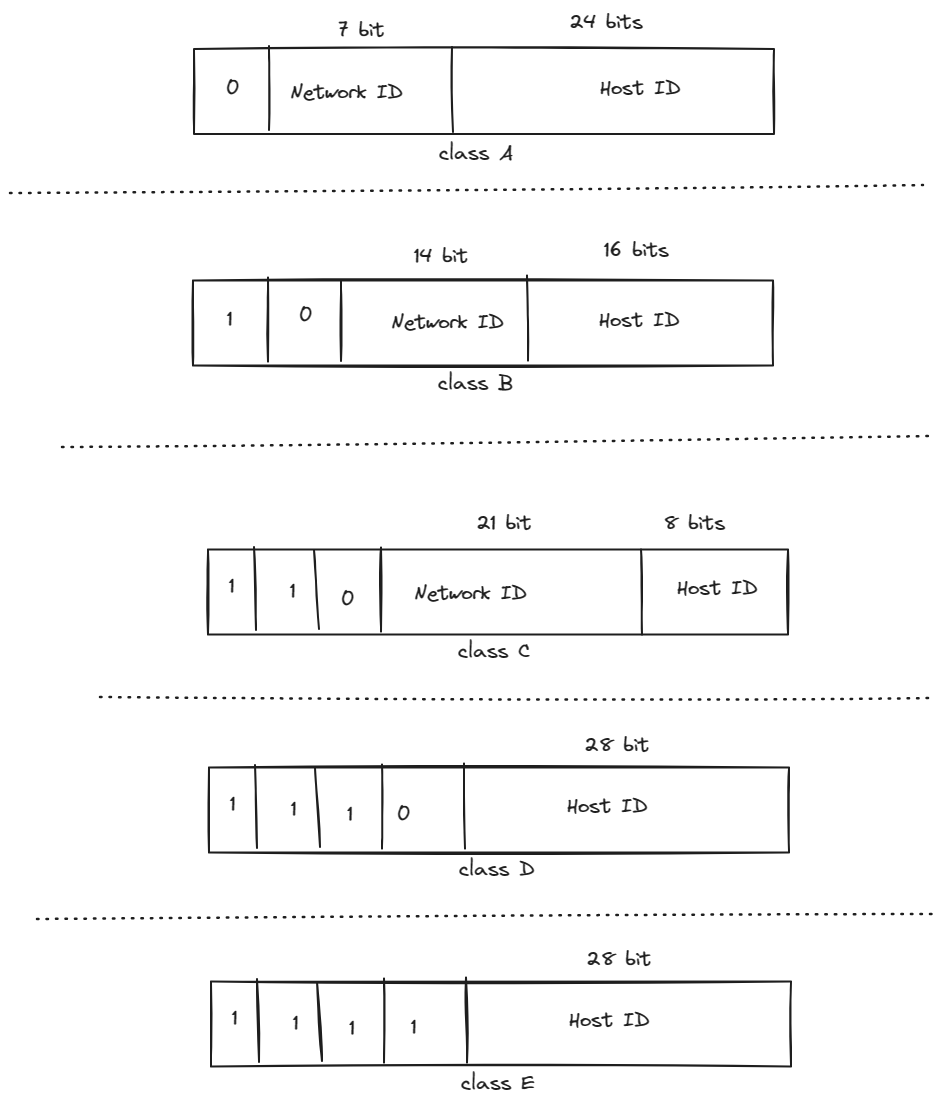 7 bit 24 bits
0 Network ID Host ID
class A
14 bit 16 bits
1 0 Network ID Host ID
class B
21 bit 8 bits
1 1 0 Network ID Host ID
class C
28 bit
1 1 1 0 Host ID
class D
28 bit
1 1 1 1 Host ID
class E